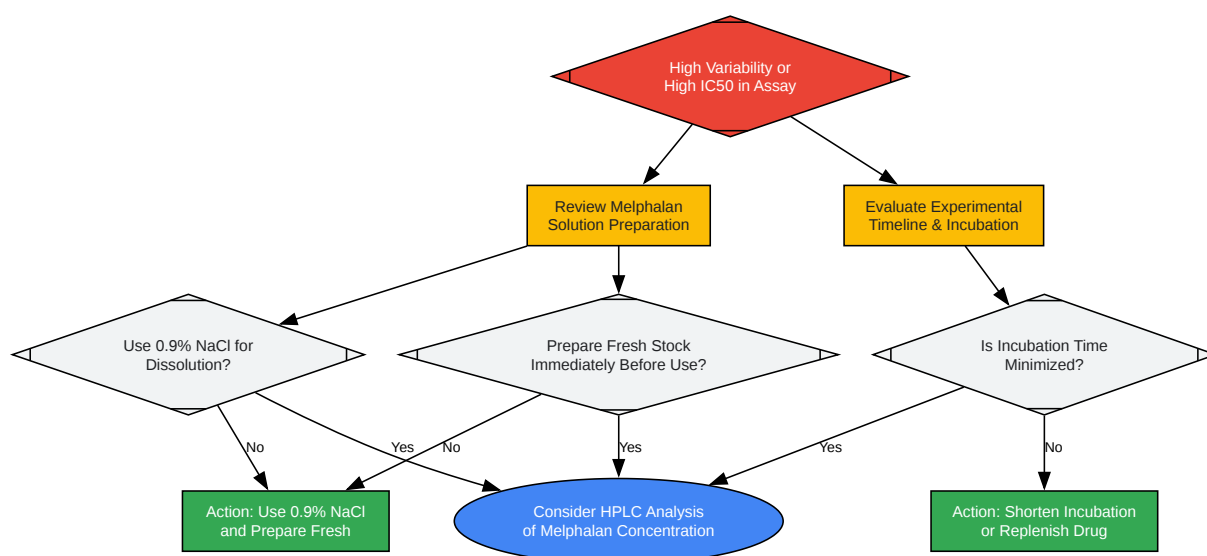 High Variability or
High IC50 in Assay
Review Melphalan
Solution Preparation
Evaluate Experimental
Timeline & Incubation
Use 0.9% NaCl for
Dissolution?
Prepare Fresh Stock
Immediately Before Use?
Is Incubation Time
Minimized?
No
Yes
No
Yes
Yes
No
Action: Use 0.9% NaCl
and Prepare Fresh
Consider HPLC Analysis
of Melphalan Concentration
Action: Shorten Incubation
or Replenish Drug